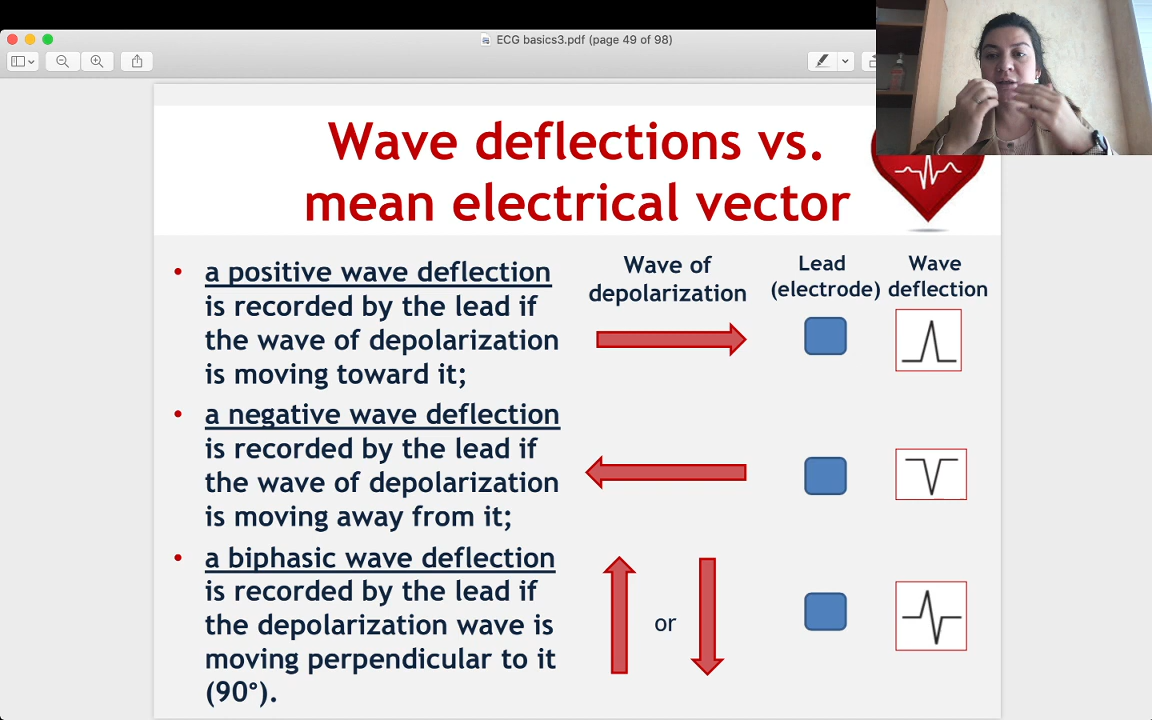 ECG basics3.pdf (page 49 of 98)
Wave deflections vs.
mean electrical vector
• a positive wave deflection
is recorded by the lead if
the wave of depolarization
is moving toward it;
• a negative wave deflection
is recorded by the lead if
the wave of depolarization
is moving away from it;
• a biphasic wave deflection
is recorded by the lead if
the depolarization wave is
moving perpendicular to it
(90°).
Wave of
depolarization
Lead
(electrode)
Wave
deflection
or